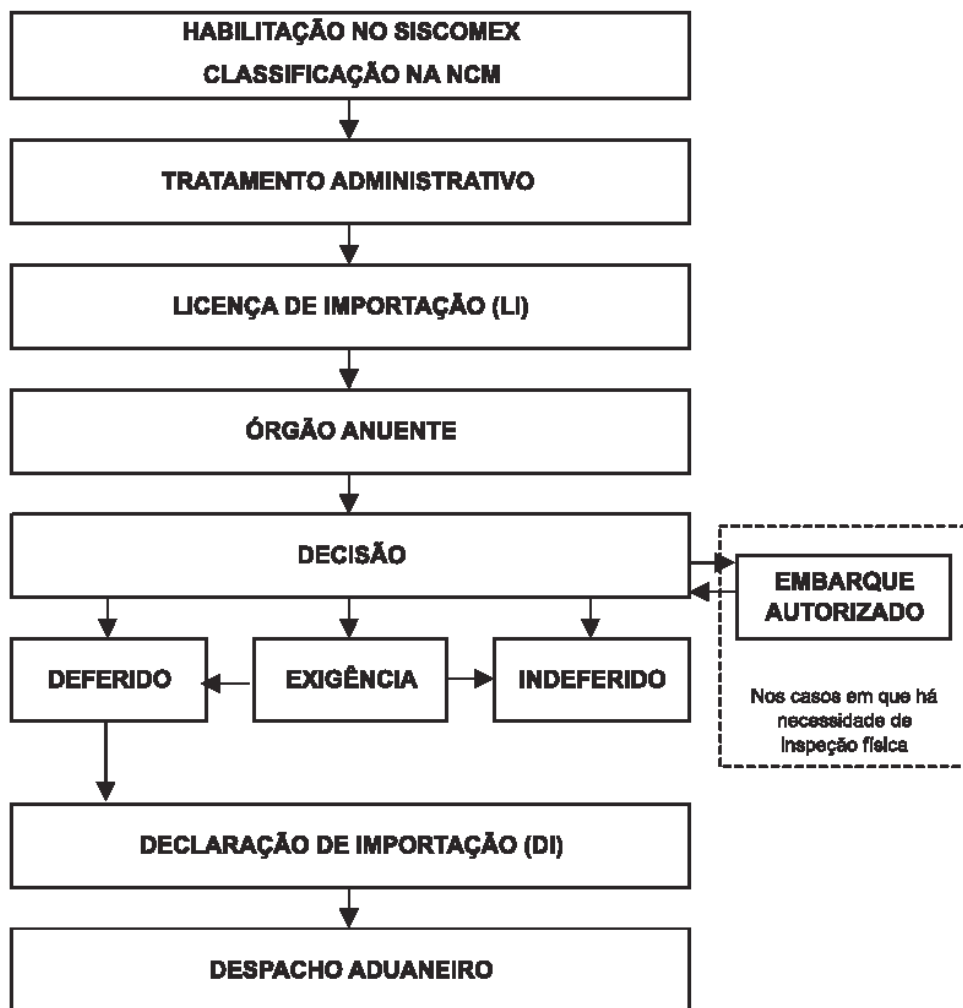 HABILITAÇÃO NO SISCOMEX
CLASSIFICAÇÃO NA NCM
TRATAMENTO ADMINISTRATIVO
LICENÇA DE IMPORTAÇÃO (LI)
ÓRGÃO ANUENTE
DECISÃO
EMBARQUE
AUTORIZADO
DEFERIDO
EXIGÊNCIA
INDEFERIDO
Nos casos em que há
necessidade de
inspeção física
DECLARAÇÃO DE IMPORTAÇÃO (DI)
DESPACHO ADUANEIRO